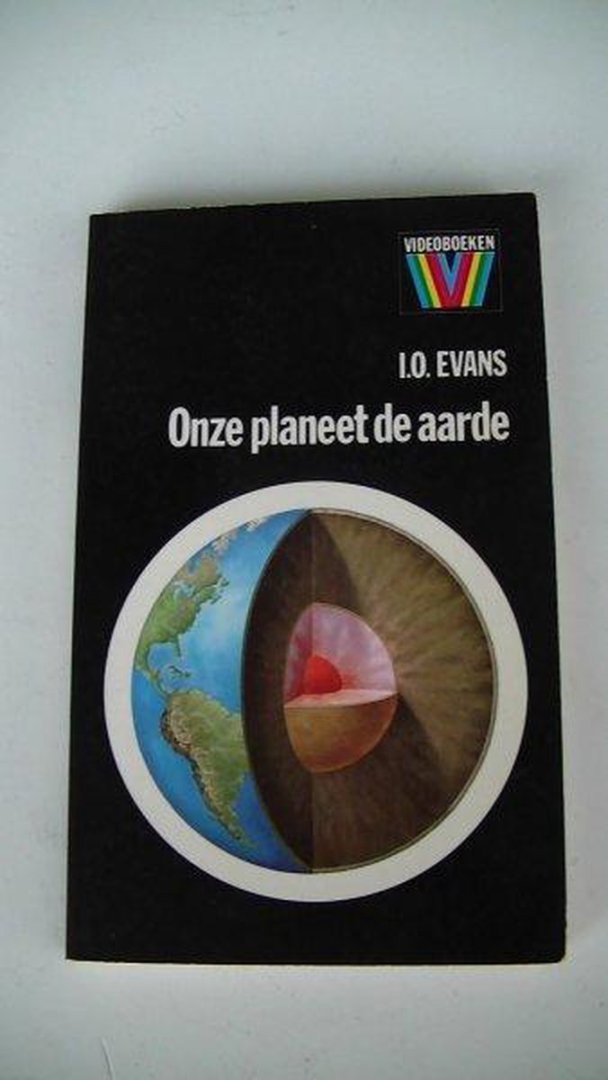 VIDEOBOEKEN
I.O. EVANS
Onze planeet de aarde